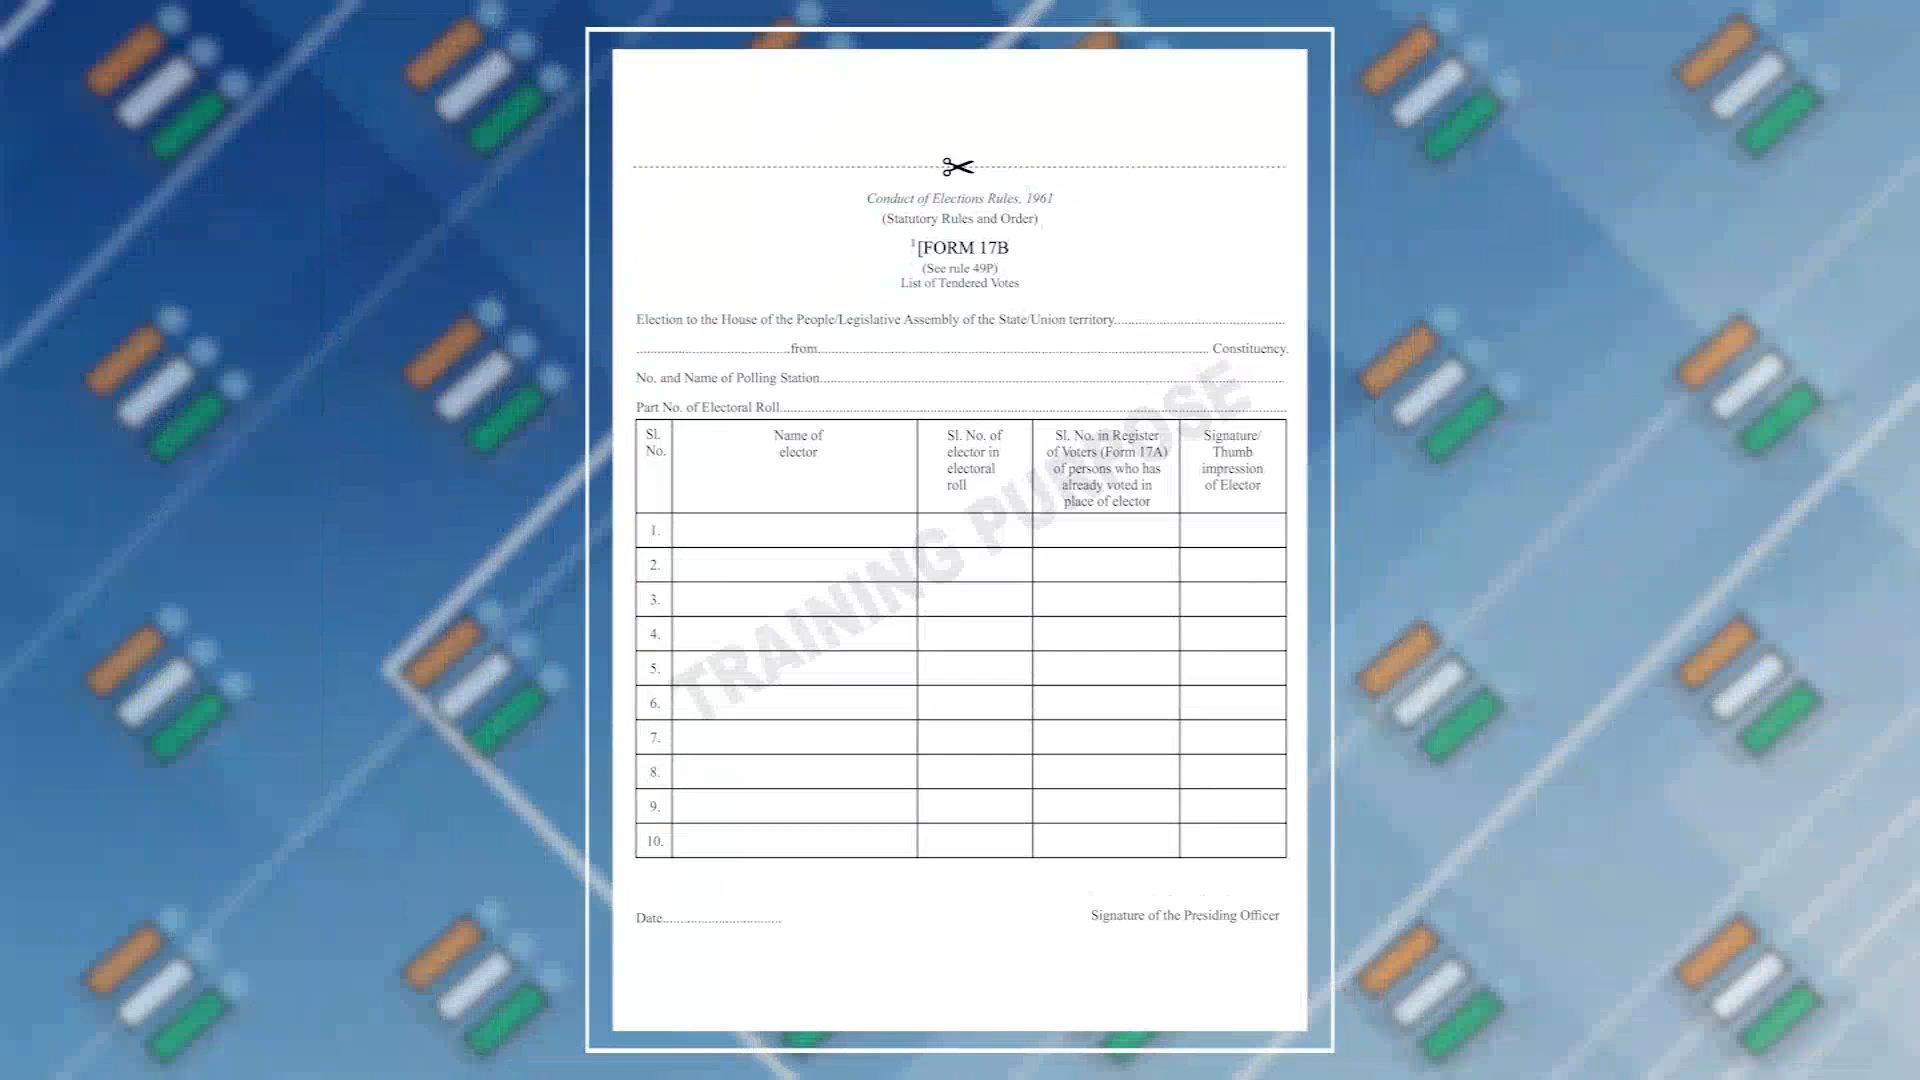 Conduct of Elections Rules, 1961
(Statutory Rules and Order)
¹[FORM 17B
(See rule 49P)
List of Tendered Votes
Election to the House of the People/Legislative Assembly of the State/Union territory
from Constituency.
No. and Name of Polling Station
Part No. of Electoral Roll
Sl. No.
Name of elector
Sl. No. of elector in electoral roll
Sl. No. in Register of Voters (Form 17A) of persons who has already voted in place of elector
Signature/ Thumb impression of Elector
1.
2.
3.
4.
5.
6.
7.
8.
9.
10.
TRAINING PURPOSE
Date
Signature of the Presiding Officer